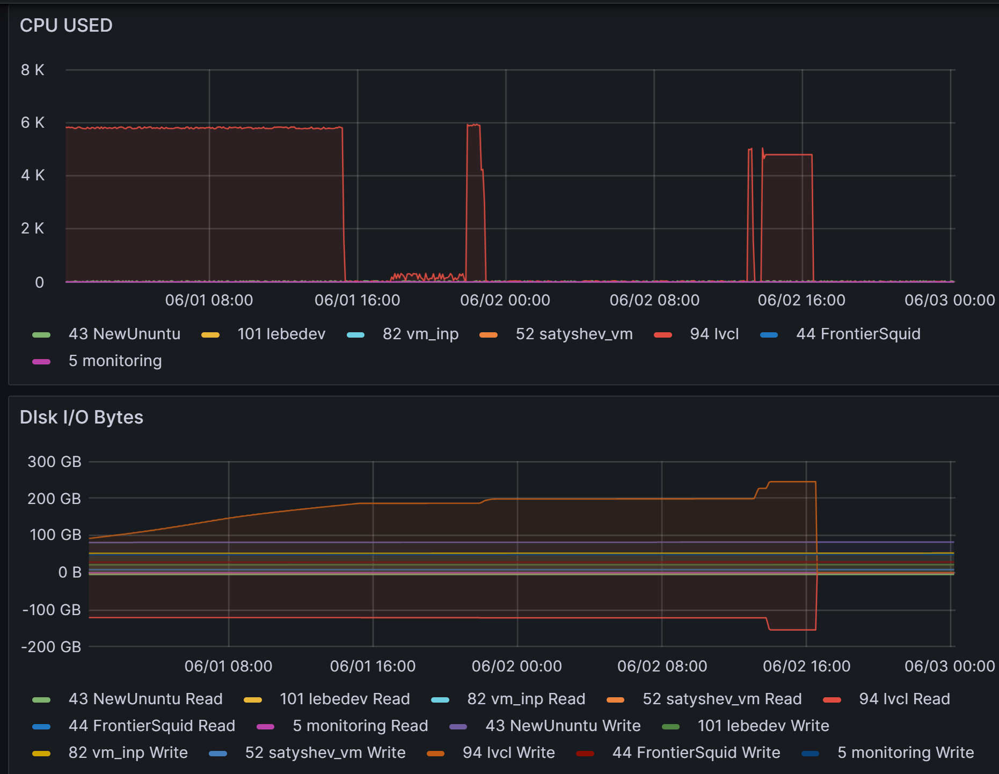 CPU USED
8 K
6 K
4 K
2 K
0
06/01 08:00 06/01 16:00 06/02 00:00 06/02 08:00 06/02 16:00 06/03 00:00
43 NewUnuntu 101 lebedev 82 vm_inp 52 satyshev_vm 94 lvcl 44 FrontierSquid
5 monitoring
DIsk I/O Bytes
300 GB
200 GB
100 GB
0 B
-100 GB
-200 GB
06/01 08:00 06/01 16:00 06/02 00:00 06/02 08:00 06/02 16:00 06/03 00:00
43 NewUnuntu Read 101 lebedev Read 82 vm_inp Read 52 satyshev_vm Read 94 lvcl Read
44 FrontierSquid Read 5 monitoring Read 43 NewUnuntu Write 101 lebedev Write
82 vm_inp Write 52 satyshev_vm Write 94 lvcl Write 44 FrontierSquid Write 5 monitoring Write